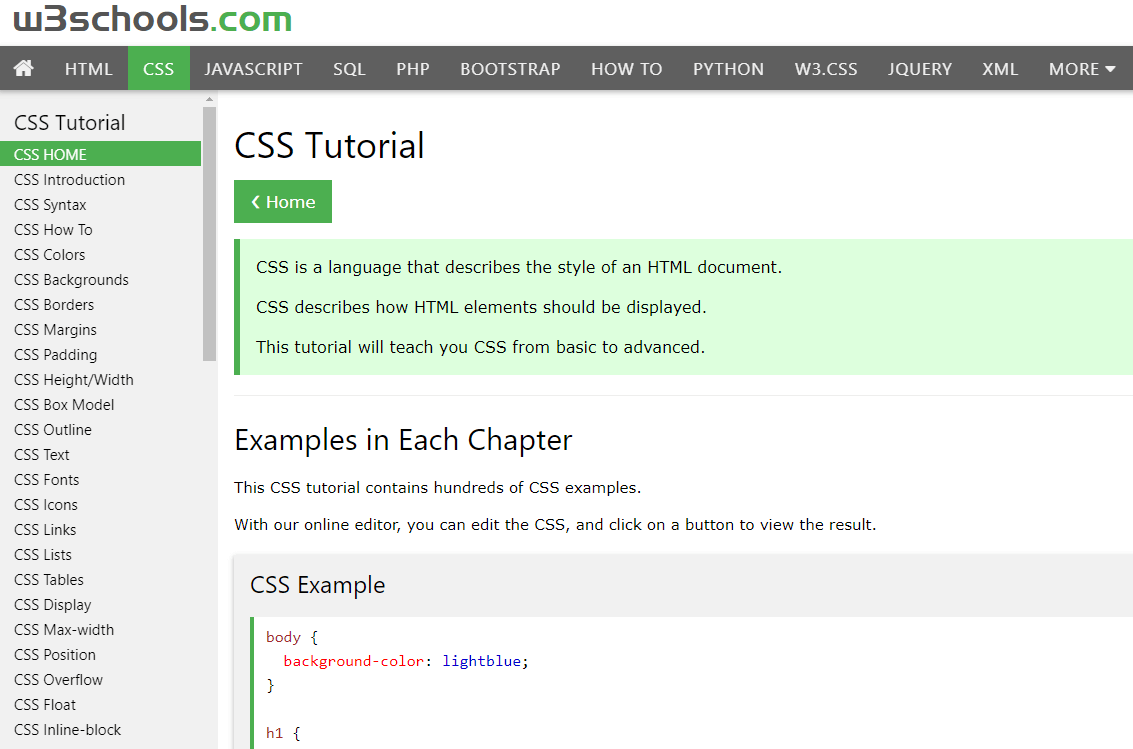 w3schools.com
HTML CSS JAVASCRIPT SQL PHP BOOTSTRAP HOW TO PYTHON W3.CSS JQUERY XML MORE
CSS Tutorial
CSS HOME
CSS Introduction
CSS Syntax
CSS How To
CSS Colors
CSS Backgrounds
CSS Borders
CSS Margins
CSS Padding
CSS Height/Width
CSS Box Model
CSS Outline
CSS Text
CSS Fonts
CSS Icons
CSS Links
CSS Lists
CSS Tables
CSS Display
CSS Max-width
CSS Position
CSS Overflow
CSS Float
CSS Inline-block
CSS Tutorial
❮ Home
CSS is a language that describes the style of an HTML document.
CSS describes how HTML elements should be displayed.
This tutorial will teach you CSS from basic to advanced.
Examples in Each Chapter
This CSS tutorial contains hundreds of CSS examples.
With our online editor, you can edit the CSS, and click on a button to view the result.
CSS Example
body {
  background-color: lightblue;
}
h1 {